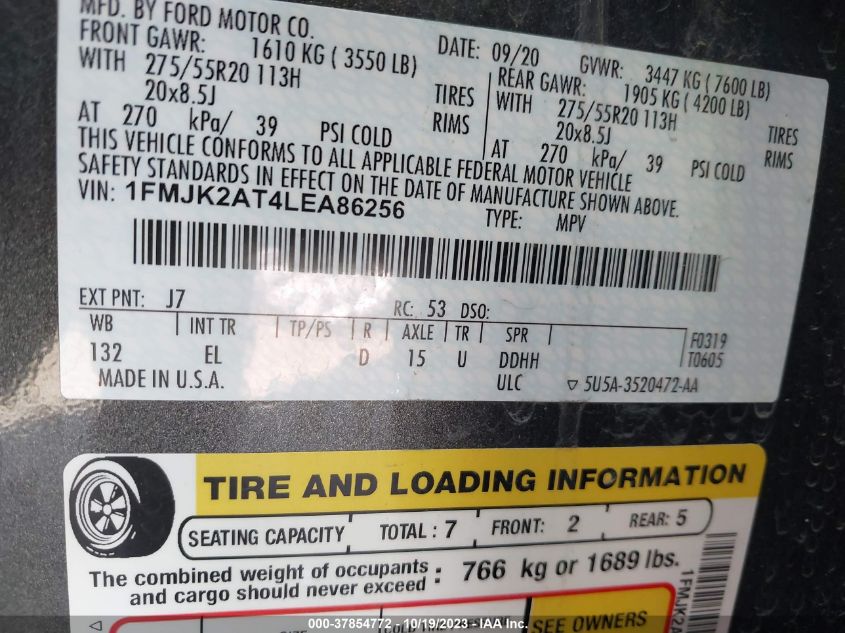 MFD. BY FORD MOTOR CO.
DATE: 09/20 GVWR: 3447 KG (7600 LB)
FRONT GAWR: 1610 KG (3550 LB) REAR GAWR: 1905 KG (4200 LB)
WITH 275/55R20 113H TIRES WITH 275/55R20 113H TIRES
20x8.5J RIMS 20x8.5J RIMS
AT 270 kPa/ 39 PSI COLD AT 270 kPa/ 39 PSI COLD
THIS VEHICLE CONFORMS TO ALL APPLICABLE FEDERAL MOTOR VEHICLE
SAFETY STANDARDS IN EFFECT ON THE DATE OF MANUFACTURE SHOWN ABOVE.
VIN: 1FMJK2AT4LEA86256 TYPE: MPV
EXT PNT: J7 RC: 53 DSO:
WB INT TR TP/PS R AXLE TR SPR F0319
132 EL D 15 U DDHH T0605
MADE IN U.S.A. ULC ▽ 5U5A-3520472-AA
TIRE AND LOADING INFORMATION
SEATING CAPACITY TOTAL : 7 FRONT: 2 REAR: 5
The combined weight of occupants and cargo should never exceed : 766 kg or 1689 lbs.
SEE OWNERS
000-37854772 - 10/19/2023 - IAA Inc.